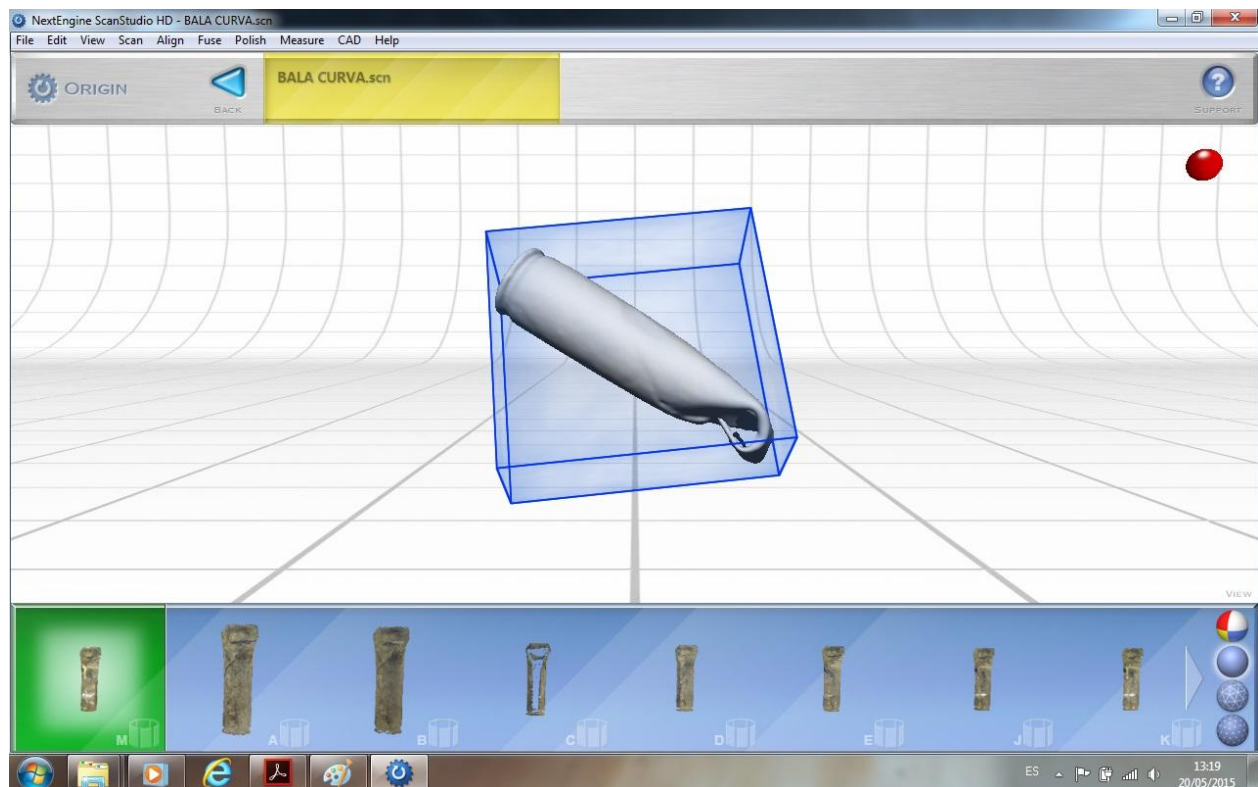 NextEngine ScanStudio HD - BALA CURVA.scn
File Edit View Scan Align Fuse Polish Measure CAD Help
ORIGIN
BACK
BALA CURVA.scn
SUPPORT
VIEW
M A B C D E J K
ES
13:19
20/05/2015